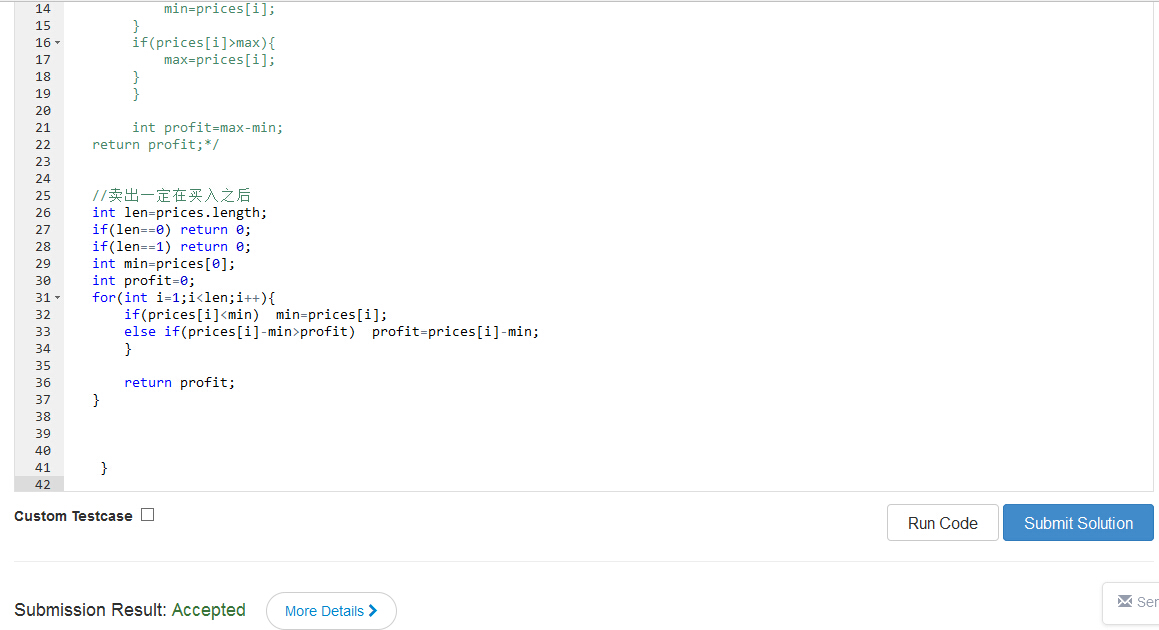 14 min=prices[i];
15 }
16 if(prices[i]>max){
17 max=prices[i];
18 }
19 }
20
21 int profit=max-min;
22 return profit;*/
23
24
25 //卖出一定在买入之后
26 int len=prices.length;
27 if(len==0) return 0;
28 if(len==1) return 0;
29 int min=prices[0];
30 int profit=0;
31 for(int i=1;i<len;i++){
32 if(prices[i]<min) min=prices[i];
33 else if(prices[i]-min>profit) profit=prices[i]-min;
34 }
35
36 return profit;
37 }
38
39
40
41 }
42
Custom Testcase
Run Code Submit Solution
Submission Result: Accepted More Details